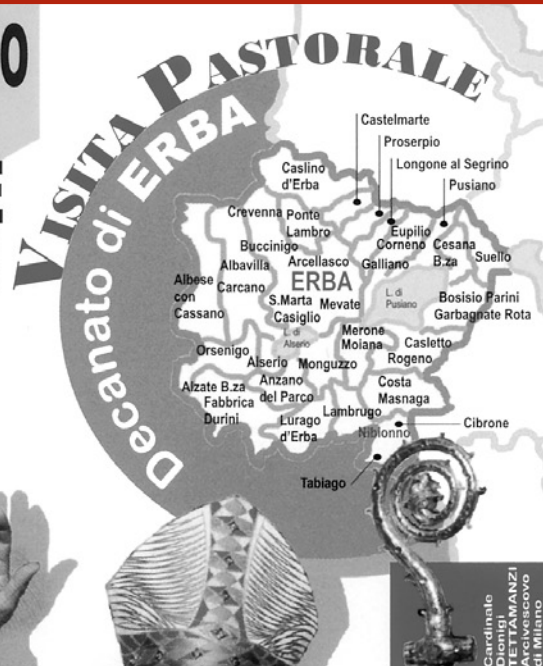 O
VISITA PASTORALE
Decanato di ERBA
Castelmarte
Proserpio
Longone al Segrino
Pusiano
Caslino
d'Erba
Crevenna
Ponte
Lambro
Eupilio
Corneno
Cesana
B.za
Suello
Buccinigo
Albavilla
Arcellasco
Galliano
ERBA
Albese
con
Cassano
Carcano
S.Marta
Casiglio
Mevate
L. di
Pusiano
Bosisio Parini
Garbagnate Rota
L. di
Alserio
Merone
Moiana
Casletto
Rogeno
Orsenigo
Alserio
Monguzzo
Alzate B.za
Fabbrica
Durini
Anzano
del Parco
Costa
Masnaga
Lambrugo
Lurago
d'Erba
Nibionno
Cibrone
Tabiago
Cardinale
Dionigi
TETTAMANZI
Arcivescovo
di Milano